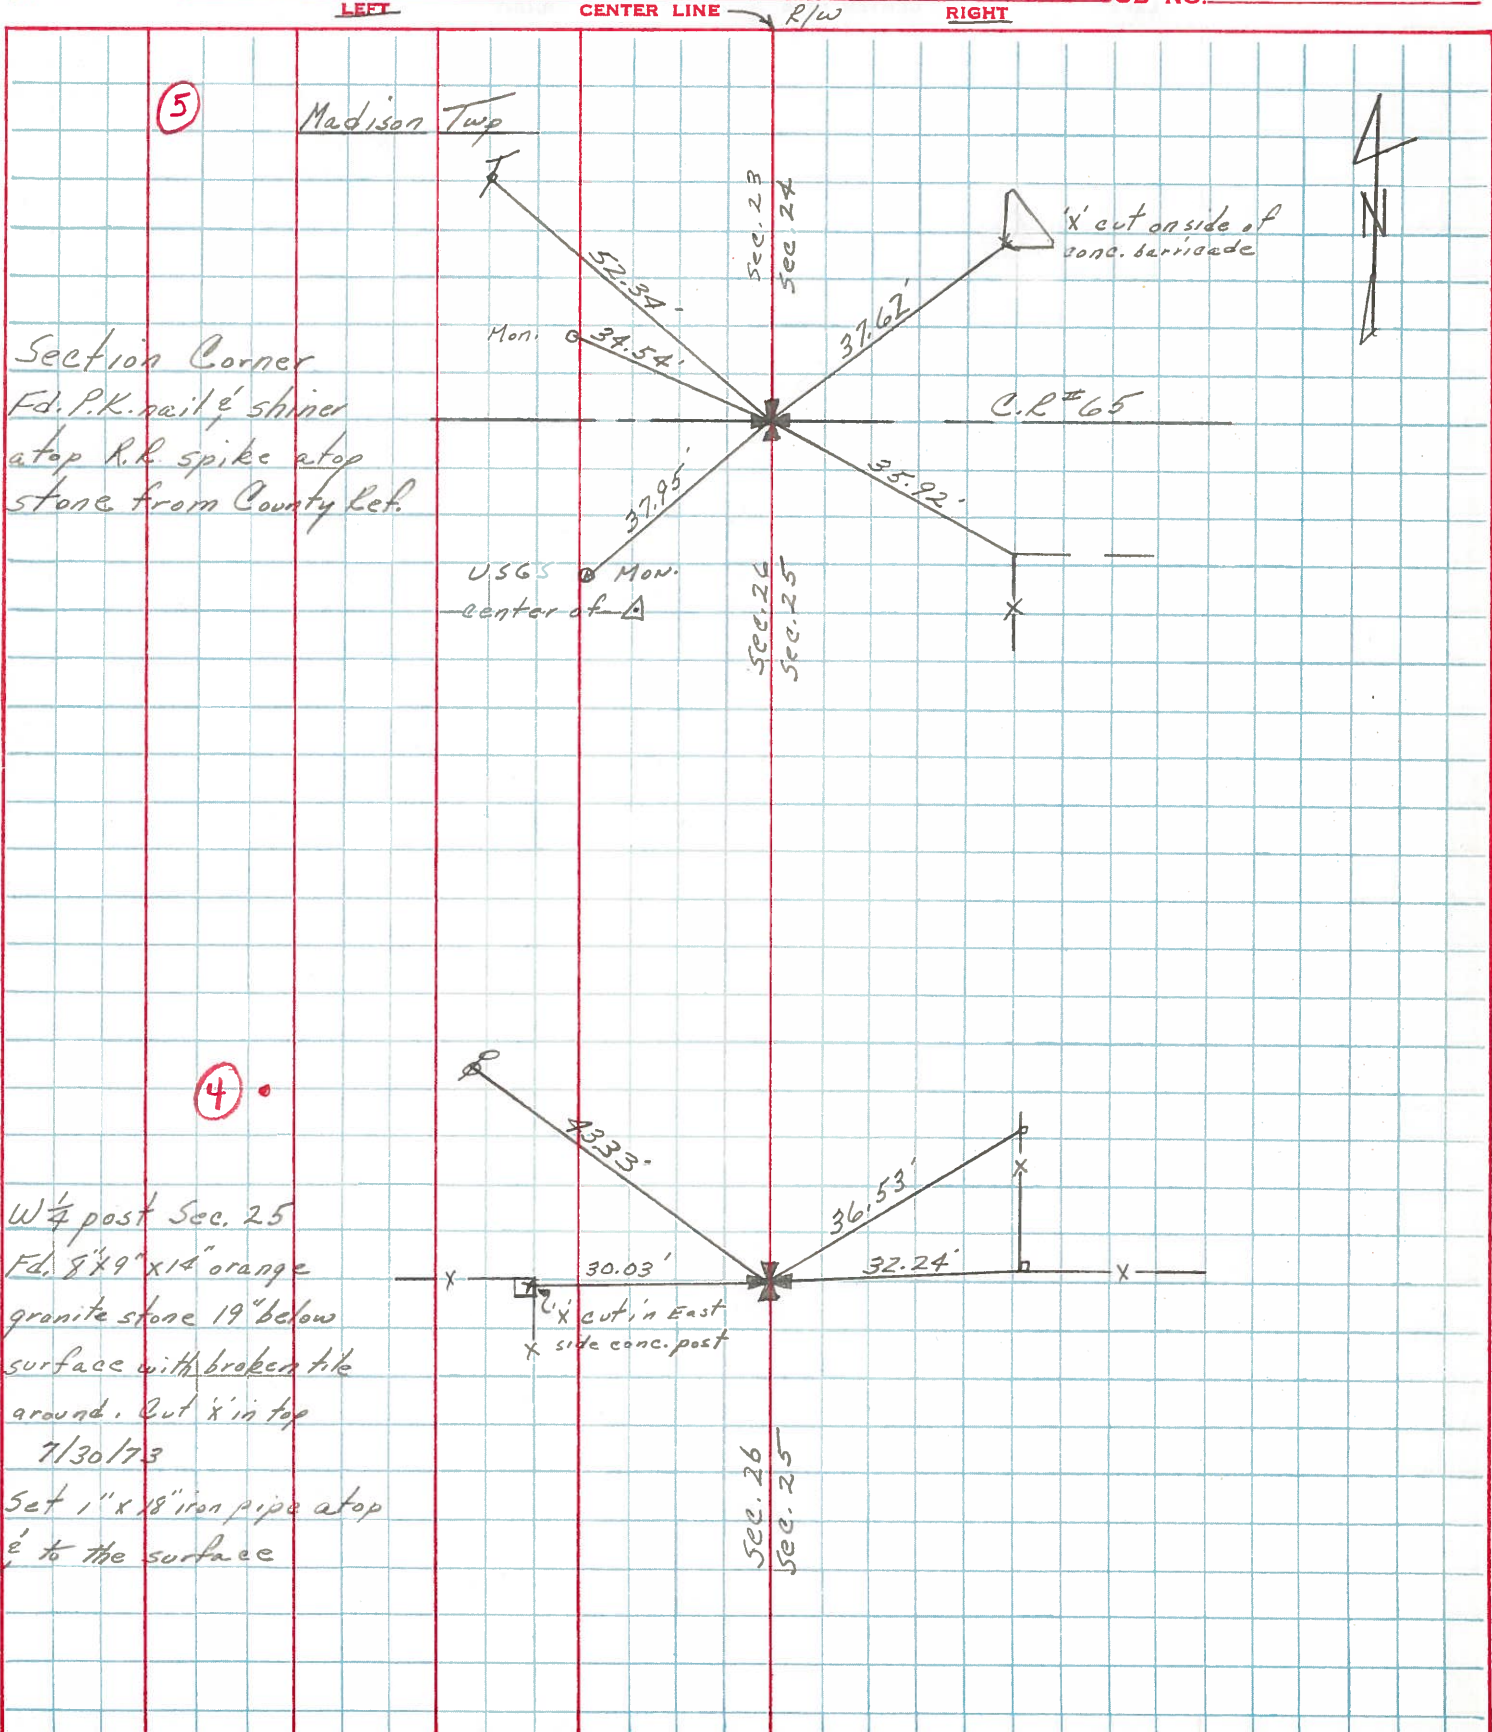 LEFT CENTER LINE R/W RIGHT
5
Madison Twp
N
Sec. 23
Sec. 24
'X' cut on side of
conc. barricade
52.34'
37.62'
Mon. 34.54'
Section Corner
Fd. P.K. nail & shiner
atop R.R. spike atop
stone from County Ref.
C.R #65
37.95'
35.92'
USGS Mon.
center of
Sec. 26
Sec. 25
4
43.33'
36.53'
W 1/4 post Sec. 25
Fd. 8"x9"x14" orange
granite stone 19" below
surface with broken tile
around. Cut 'X' in top
7/30/73
Set 1" x 18" iron pipe atop
& to the surface
X 30.03' 32.24' X
X
'X' cut in East
X side conc. post
Sec. 26
Sec. 25